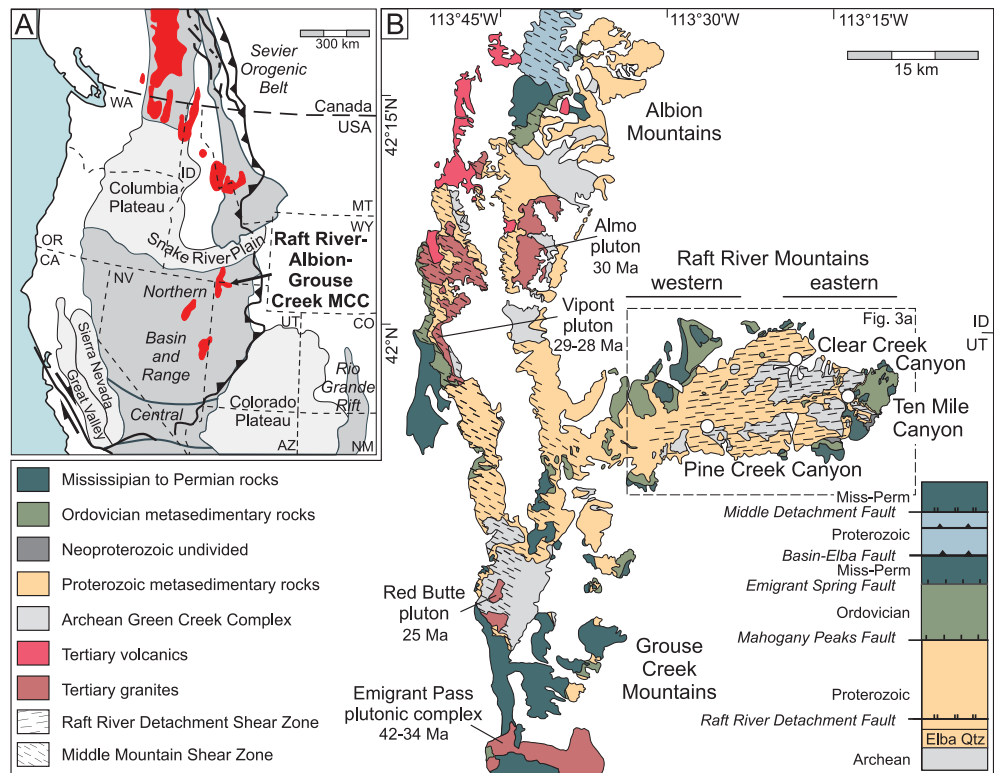 A
300 km
Sevier
Orogenic
Belt
WA
Canada
USA
ID
Columbia
Plateau
MT
WY
Snake River Plain
OR
CA
NV
Northern
Raft River-
Albion-
Grouse
Creek MCC
UT
CO
Basin
and
Range
Sierra Nevada
Great Valley
Central
Colorado
Plateau
Rio
Grande
Rift
AZ
NM
Mississipian to Permian rocks
Ordovician metasedimentary rocks
Neoproterozoic undivided
Proterozoic metasedimentary rocks
Archean Green Creek Complex
Tertiary volcanics
Tertiary granites
Raft River Detachment Shear Zone
Middle Mountain Shear Zone
B
113°45'W
113°30'W
113°15'W
15 km
42°15'N
42°N
Albion
Mountains
Almo
pluton
30 Ma
Raft River Mountains
western
eastern
Vipont
pluton
29-28 Ma
Fig. 3a
ID
UT
Clear Creek
Canyon
Ten Mile
Canyon
Pine Creek Canyon
Red Butte
pluton
25 Ma
Grouse
Creek
Mountains
Emigrant Pass
plutonic complex
42-34 Ma
Miss-Perm
Middle Detachment Fault
Proterozoic
Basin-Elba Fault
Miss-Perm
Emigrant Spring Fault
Ordovician
Mahogany Peaks Fault
Proterozoic
Raft River Detachment Fault
Elba Qtz
Archean